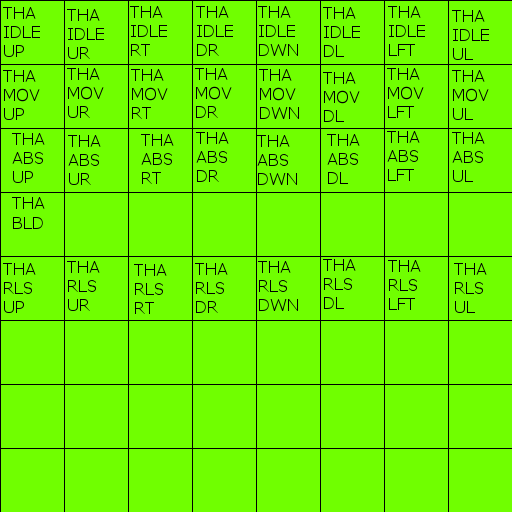 THA THA THA THA THA THA THA THA
IDLE IDLE IDLE IDLE IDLE IDLE IDLE IDLE
UP UR RT DR DWN DL LFT UL
THA THA THA THA THA THA THA THA
MOV MOV MOV MOV MOV MOV MOV MOV
UP UR RT DR DWN DL LFT UL
THA THA THA THA THA THA THA THA
ABS ABS ABS ABS ABS ABS ABS ABS
UP UR RT DR DWN DL LFT UL
THA
BLD
THA THA THA THA THA THA THA THA
RLS RLS RLS RLS RLS RLS RLS RLS
UP UR RT DR DWN DL LFT UL